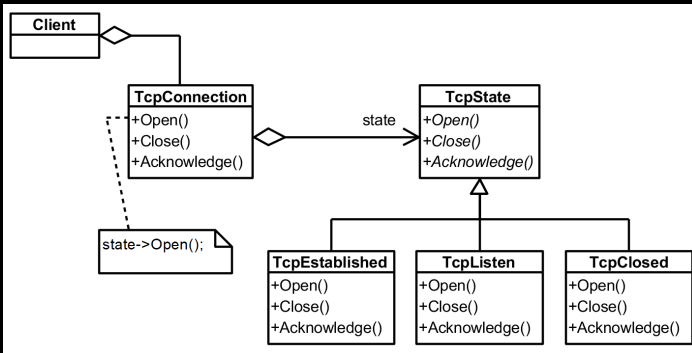 Client
TcpConnection
+Open()
+Close()
+Acknowledge()
state
TcpState
+Open()
+Close()
+Acknowledge()
state->Open();
TcpEstablished
+Open()
+Close()
+Acknowledge()
TcpListen
+Open()
+Close()
+Acknowledge()
TcpClosed
+Open()
+Close()
+Acknowledge()